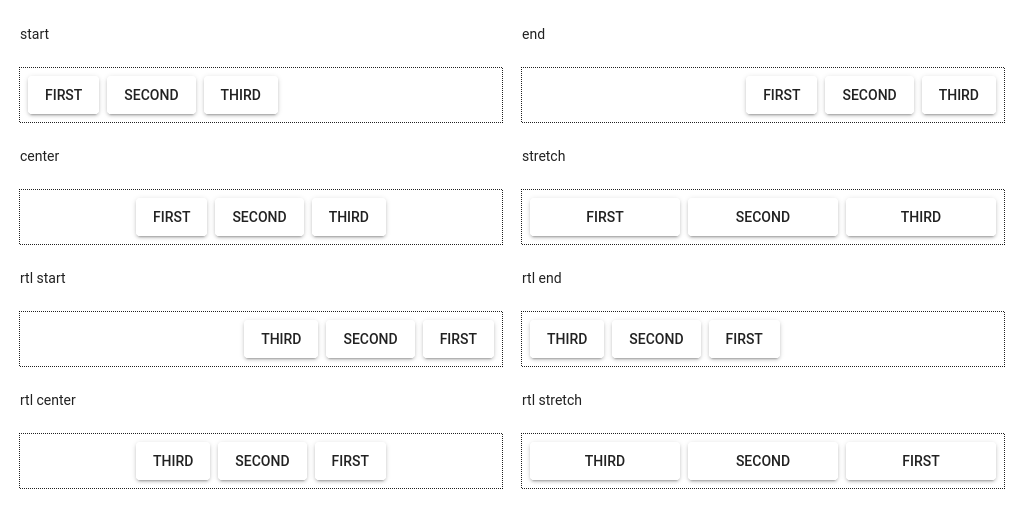 start
FIRST SECOND THIRD
end
FIRST SECOND THIRD
center
FIRST SECOND THIRD
stretch
FIRST SECOND THIRD
rtl start
THIRD SECOND FIRST
rtl end
THIRD SECOND FIRST
rtl center
THIRD SECOND FIRST
rtl stretch
THIRD SECOND FIRST